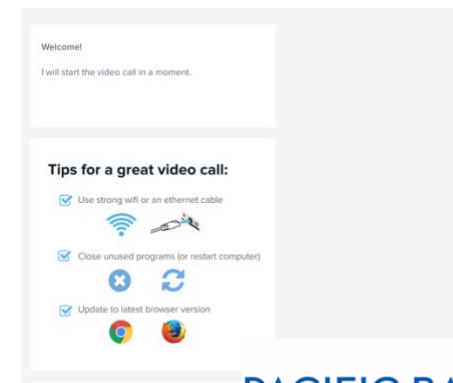 Welcome!
I will start the video call in a moment.
Tips for a great video call:
Use strong wifi or an ethernet cable
Close unused programs (or restart computer)
Update to latest browser version
PACIFIC